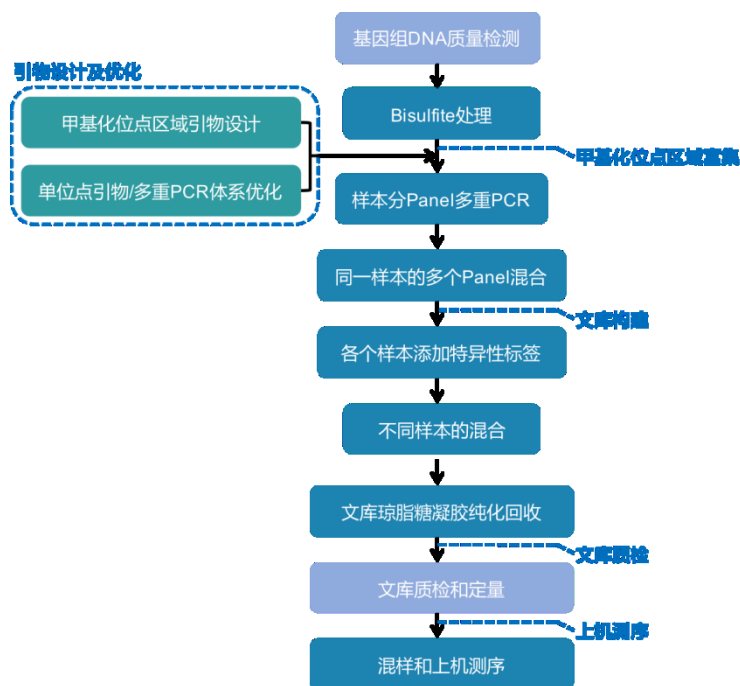 基因组DNA质量检测
引物设计及优化
甲基化位点区域引物设计
Bisulfite处理
甲基化位点区域富集
单位点引物/多重PCR体系优化
样本分Panel多重PCR
同一样本的多个Panel混合
文库构建
各个样本添加特异性标签
不同样本的混合
文库琼脂糖凝胶纯化回收
文库质检
文库质检和定量
上机测序
混样和上机测序